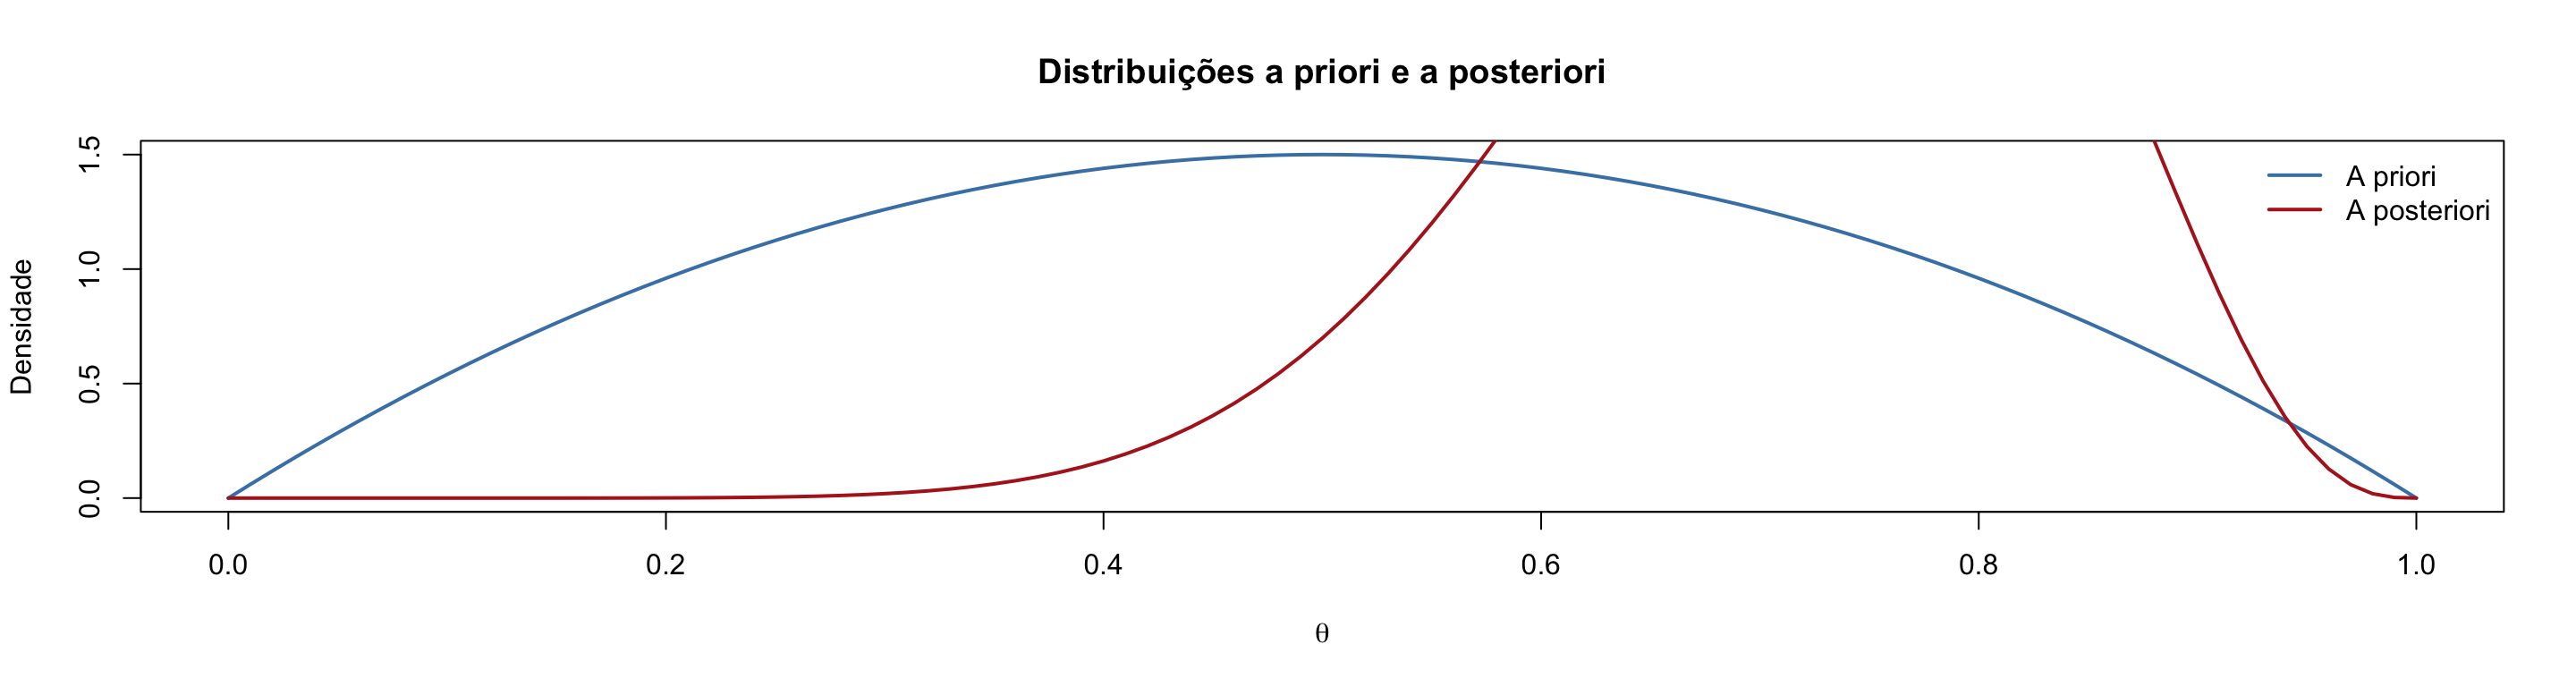 Distribuições a priori e a posteriori
A priori
A posteriori
Densidade
1.5
1.0
0.5
0.0
0.0 0.2 0.4 0.6 0.8 1.0
θ